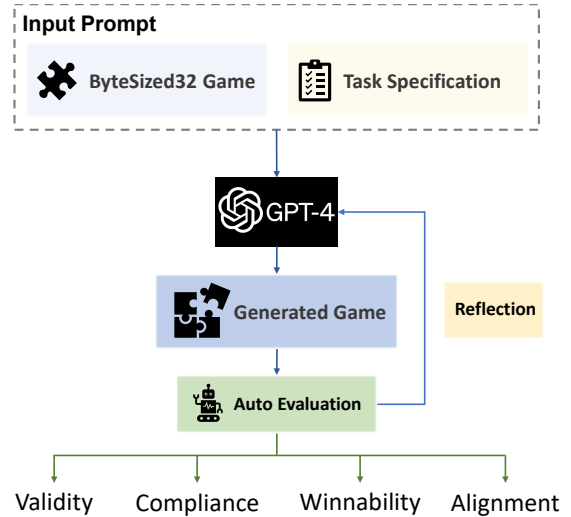 Input Prompt
ByteSized32 Game
Task Specification
GPT-4
Generated Game
Reflection
Auto Evaluation
Validity
Compliance
Winnability
Alignment